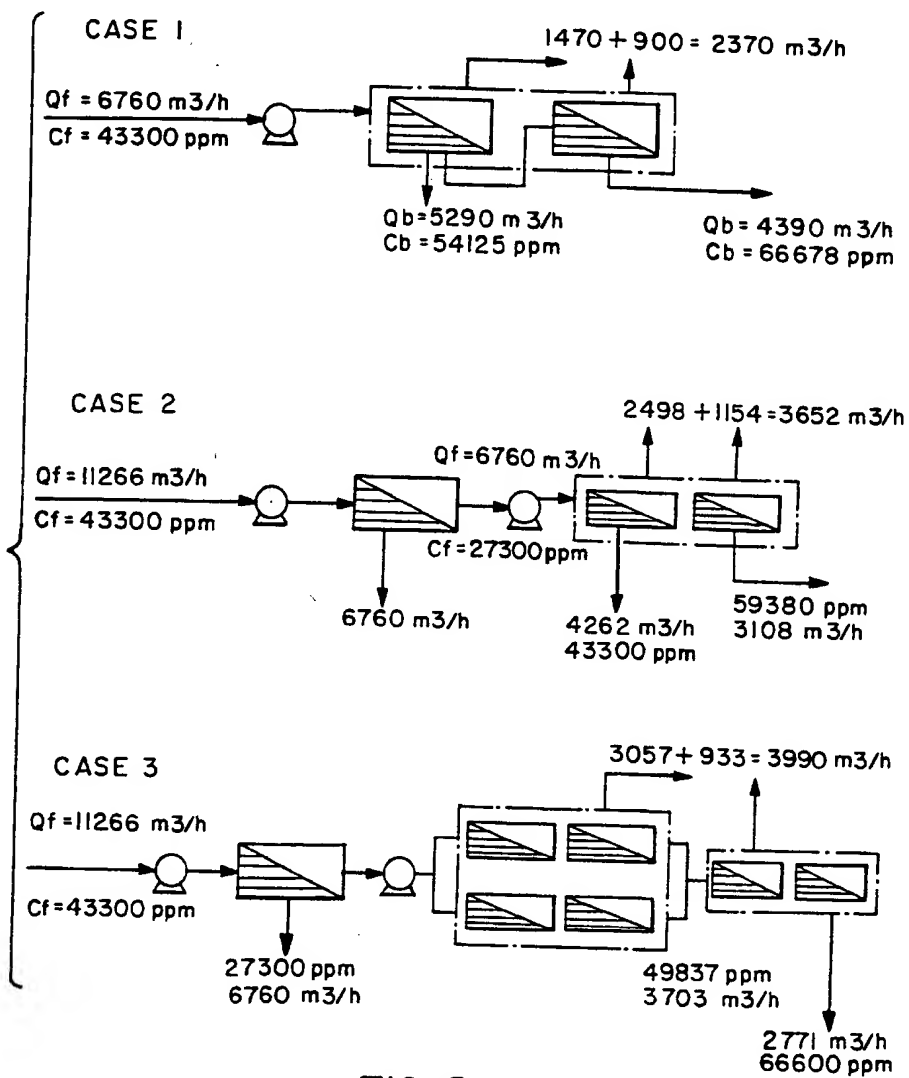 CASE 1
1470 + 900 = 2370 m3/h
Qf = 6760 m3/h
Cf = 43300 ppm
Qb = 5290 m3/h
Cb = 54125 ppm
Qb = 4390 m3/h
Cb = 66678 ppm
CASE 2
2498 + 1154 = 3652 m3/h
Qf = 11266 m3/h
Cf = 43300 ppm
Qf = 6760 m3/h
Cf = 27300 ppm
6760 m3/h
4262 m3/h
43300 ppm
59380 ppm
3108 m3/h
CASE 3
3057 + 933 = 3990 m3/h
Qf = 11266 m3/h
Cf = 43300 ppm
27300 ppm
6760 m3/h
49837 ppm
3703 m3/h
2771 m3/h
66600 ppm